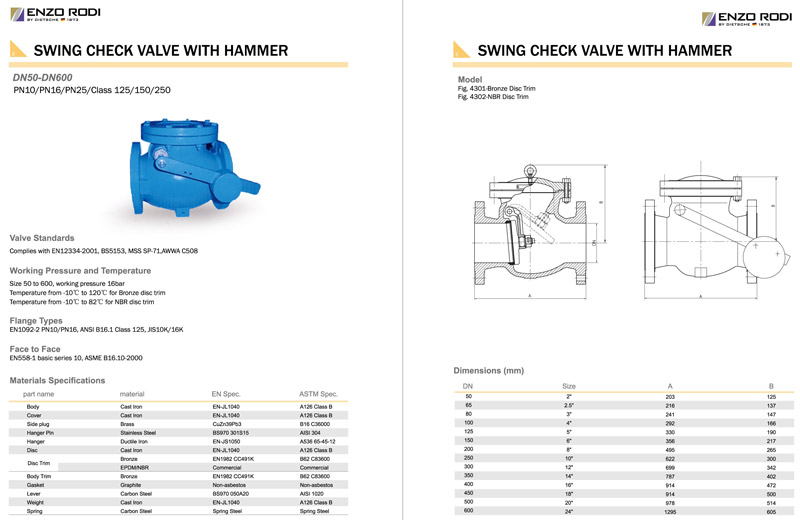 ENZO RODI
BY DIETSCHE 1873
SWING CHECK VALVE WITH HAMMER
DN50-DN600
PN10/PN16/PN25/Class 125/150/250
Valve Standards
Complies with EN12334-2001, BS5153, MSS SP-71,AWWA C508
Working Pressure and Temperature
Size 50 to 600, working pressure 16bar
Temperature from -10℃ to 120℃ for Bronze disc trim
Temperature from -10℃ to 82℃ for NBR disc trim
Flange Types
EN1092-2 PN10/PN16, ANSI B16.1 Class 125, JIS10K/16K
Face to Face
EN558-1 basic series 10, ASME B16.10-2000
Materials Specifications
part name material EN Spec. ASTM Spec.
Body Cast Iron EN-JL1040 A126 Class B
Cover Cast Iron EN-JL1040 A126 Class B
Side plug Brass CuZn39Pb3 B16 C36000
Hanger Pin Stainless Steel BS970 301S15 AISI 304
Hanger Ductile Iron EN-JS1050 A536 65-45-12
Disc Cast Iron EN-JL1040 A126 Class B
Disc Trim Bronze EN1982 CC491K B62 C83600
EPDM/NBR Commercial Commercial
Body Trim Bronze EN1982 CC491K B62 C83600
Gasket Graphite Non-asbestos Non-asbestos
Lever Carbon Steel BS970 050A20 AISI 1020
Weight Cast Iron EN-JL1040 A126 Class B
Spring Carbon Steel Spring Steel Spring Steel
ENZO RODI
BY DIETSCHE 1873
SWING CHECK VALVE WITH HAMMER
Model
Fig. 4301-Bronze Disc Trim
Fig. 4302-NBR Disc Trim
B
DN
A
B
A
Dimensions (mm)
DN Size A B
50 2" 203 125
65 2.5" 216 137
80 3" 241 147
100 4" 292 166
125 5" 330 190
150 6" 356 217
200 8" 495 265
250 10" 622 300
300 12" 699 342
350 14" 787 402
400 16" 914 472
450 18" 914 500
500 20" 978 514
600 24" 1295 605